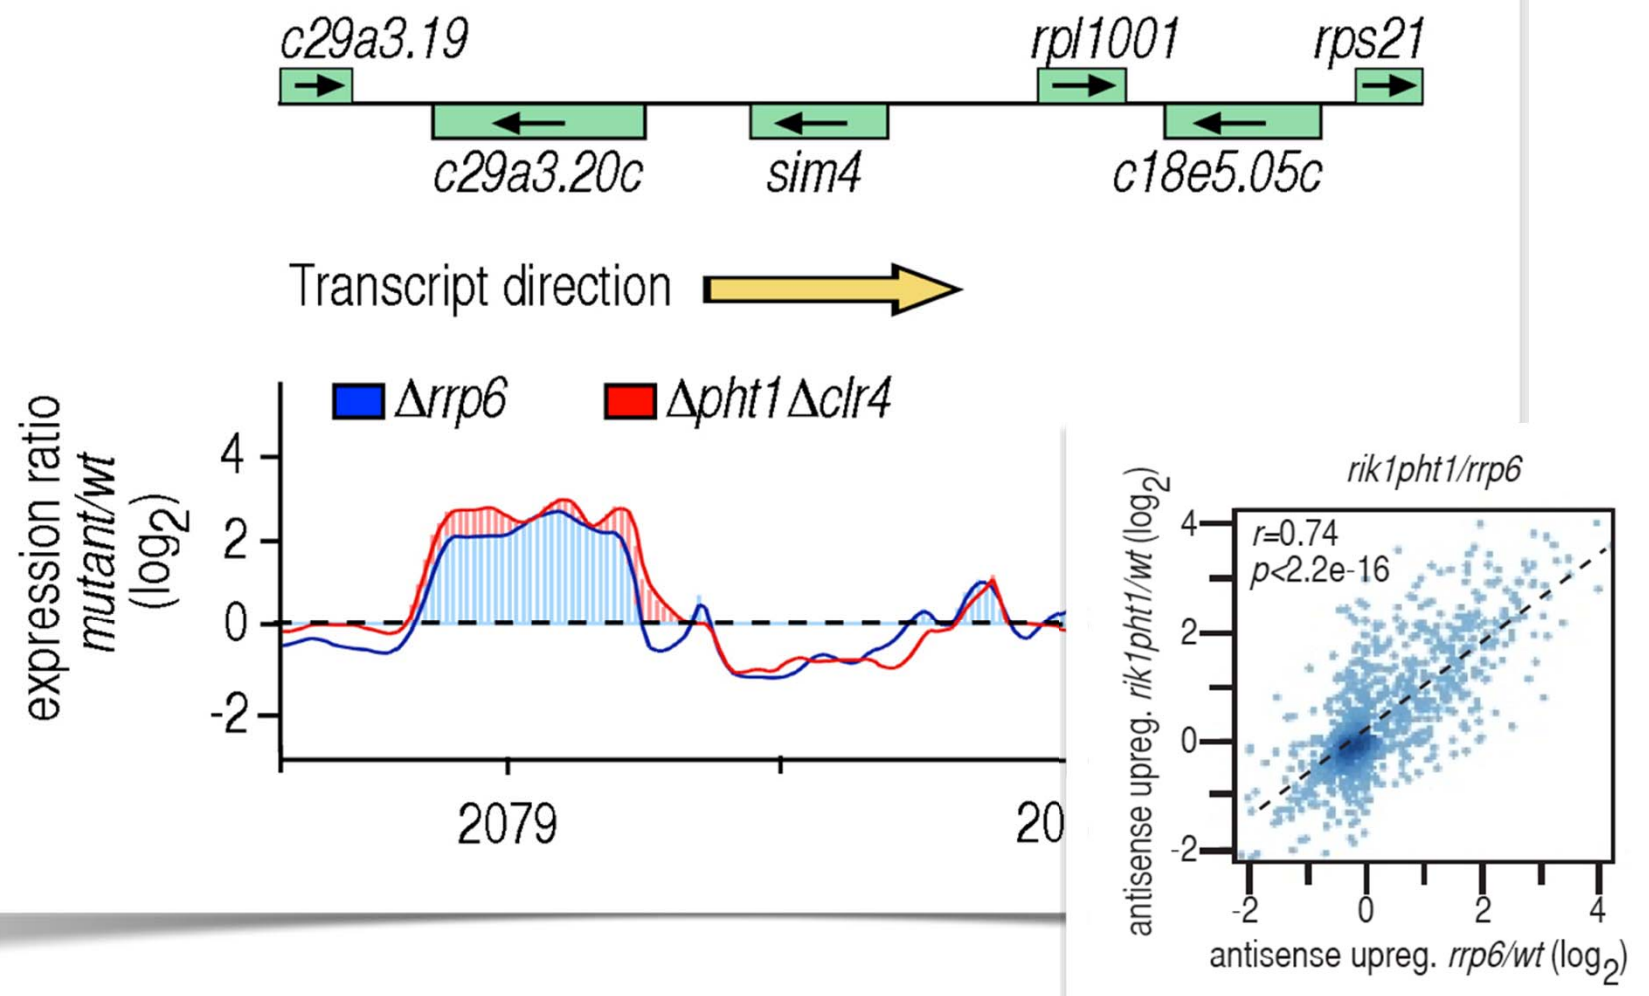 c29a3.19
rpl1001
rps21
c29a3.20c
sim4
c18e5.05c
Transcript direction
Δrrp6
Δpht1Δclr4
expression ratio
mutant/wt
(log2)
4
2
0
-2
2079
20
rik1pht1/rrp6
r=0.74
p<2.2e-16
antisense upreg. rik1pht1/wt (log2)
4
2
0
-2
-2
0
2
4
antisense upreg. rrp6/wt (log2)